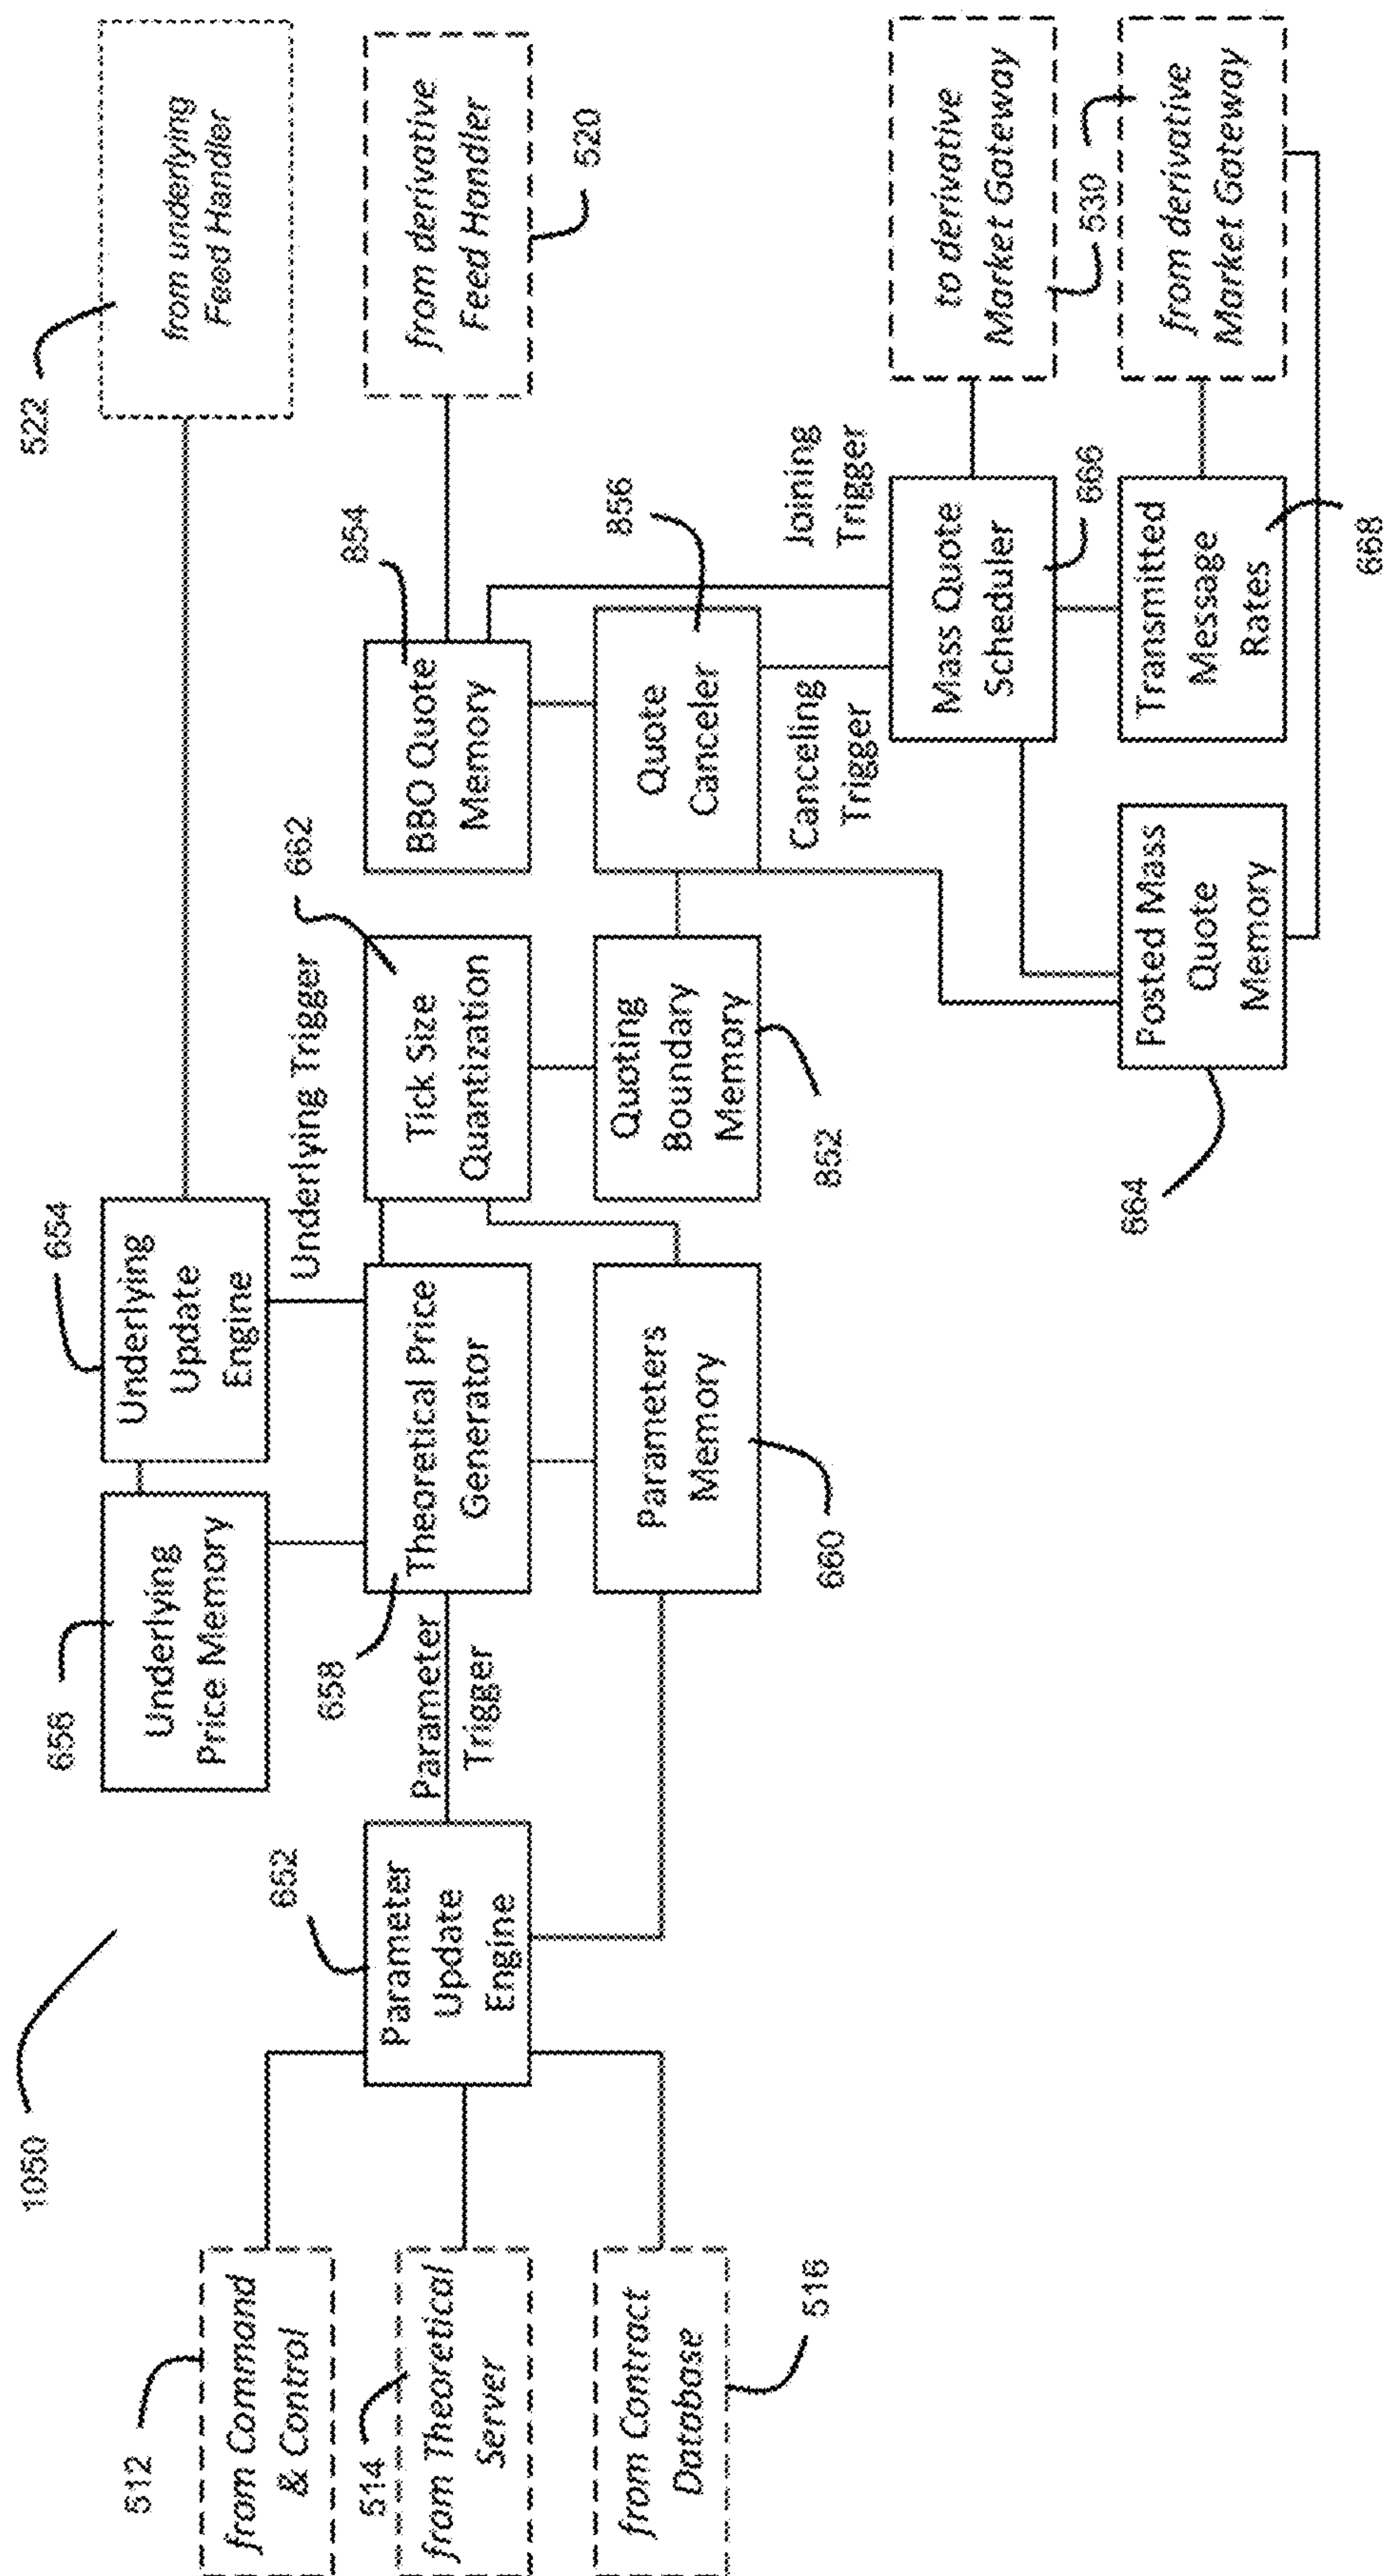 1050
522
656
654
512
652
from Command
& Control
Underlying
Price Memory
Underlying
Update
Engine
from underlying
Feed Handler
658
Underlying Trigger
662
854
514
from Theoretical
Server
Parameter
Update
Engine
Parameter
Trigger
Theoretical Price
Generator
Tick Size
Quantization
BBO Quote
Memory
from derivative
Feed Handler
520
856
from Contract
Database
516
Parameters
Memory
660
Quoting
Boundary
Memory
852
Quote
Canceler
Canceling
Trigger
Joining
Trigger
Mass Quote
Scheduler
666
to derivative
Market Gateway
530
664
Posted Mass
Quote
Memory
Transmitted
Message
Rates
668
from derivative
Market Gateway